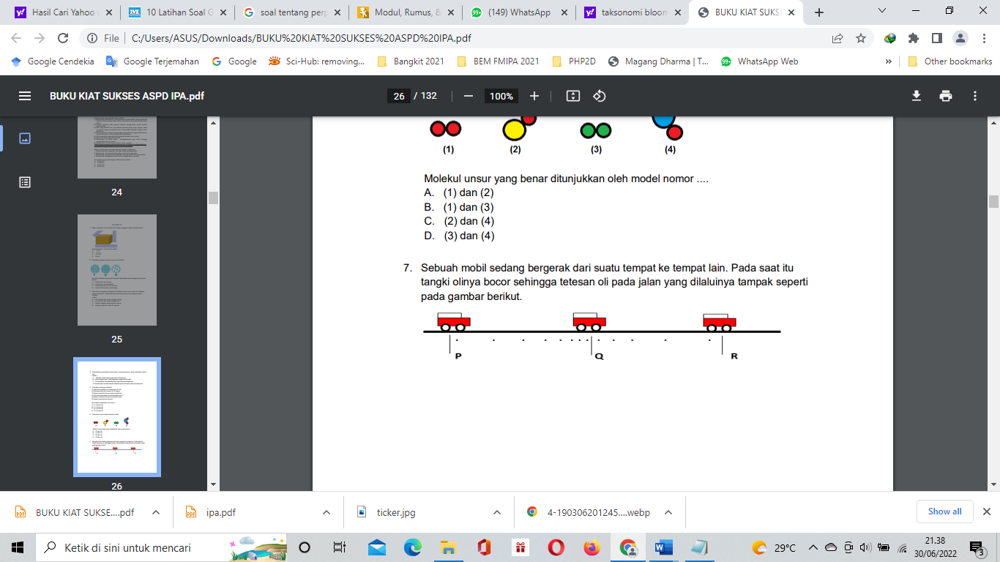 Hasil Cari Yahoo
10 Latihan Soal G
soal tentang perp
Modul, Rumus, &
(149) WhatsApp
taksonomi bloom
BUKU KIAT SUKS
File
C:/Users/ASUS/Downloads/BUKU%20KIAT%20SUKSES%20ASPD%20IPA.pdf
Google Cendekia
Google Terjemahan
Google
Sci-Hub: removing...
Bangkit 2021
BEM FMIPA 2021
PHP2D
Magang Dharma | T...
99+
WhatsApp Web
»
Other bookmarks
BUKU KIAT SUKSES ASPD IPA.pdf
26 / 132
100%
24
25
26
(1)
(2)
(3)
(4)
Molekul unsur yang benar ditunjukkan oleh model nomor ....
A. (1) dan (2)
B. (1) dan (3)
C. (2) dan (4)
D. (3) dan (4)
7. Sebuah mobil sedang bergerak dari suatu tempat ke tempat lain. Pada saat itu
tangki olinya bocor sehingga tetesan oli pada jalan yang dilaluinya tampak seperti
pada gambar berikut.
P
Q
R
BUKU KIAT SUKSE....pdf
ipa.pdf
ticker.jpg
4-190306201245....webp
Show all
Ketik di sini untuk mencari
29°C
21.38
30/06/2022
3